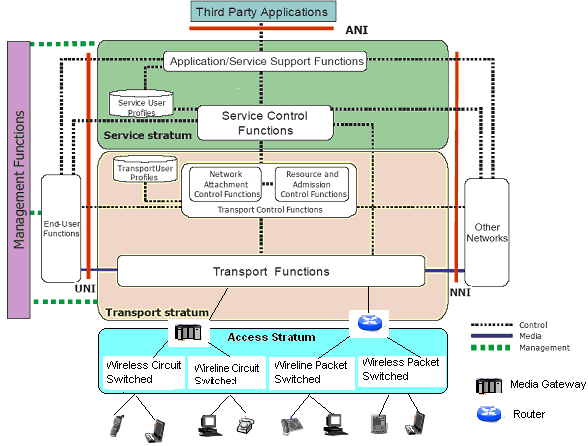 Third Party Applications
ANI
Application/Service Support Functions
Service User
Profiles
Service Control
Functions
Service stratum
Management Functions
TransportUser
Profiles
Network
Attachment
Control Functions
Resource and
Admission
Control Functions
Transport Control Functions
End-User
Functions
Other
Networks
Transport Functions
UNI
NNI
Transport stratum
Access Stratum
Wireless Circuit
Switched
Wireline Circuit
Switched
Wireline Packet
Switched
Wireless Packet
Switched
Control
Media
Management
Media Gateway
Router